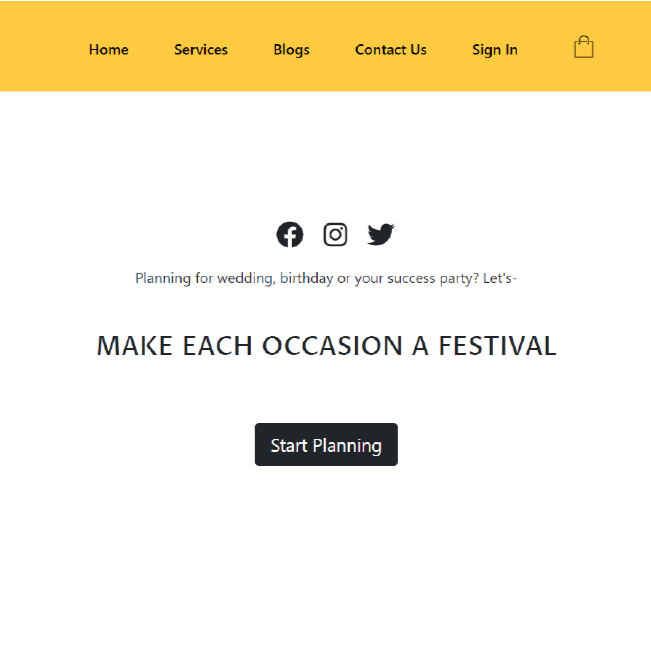 Home Services Blogs Contact Us Sign In
Planning for wedding, birthday or your success party? Let's-
MAKE EACH OCCASION A FESTIVAL
Start Planning